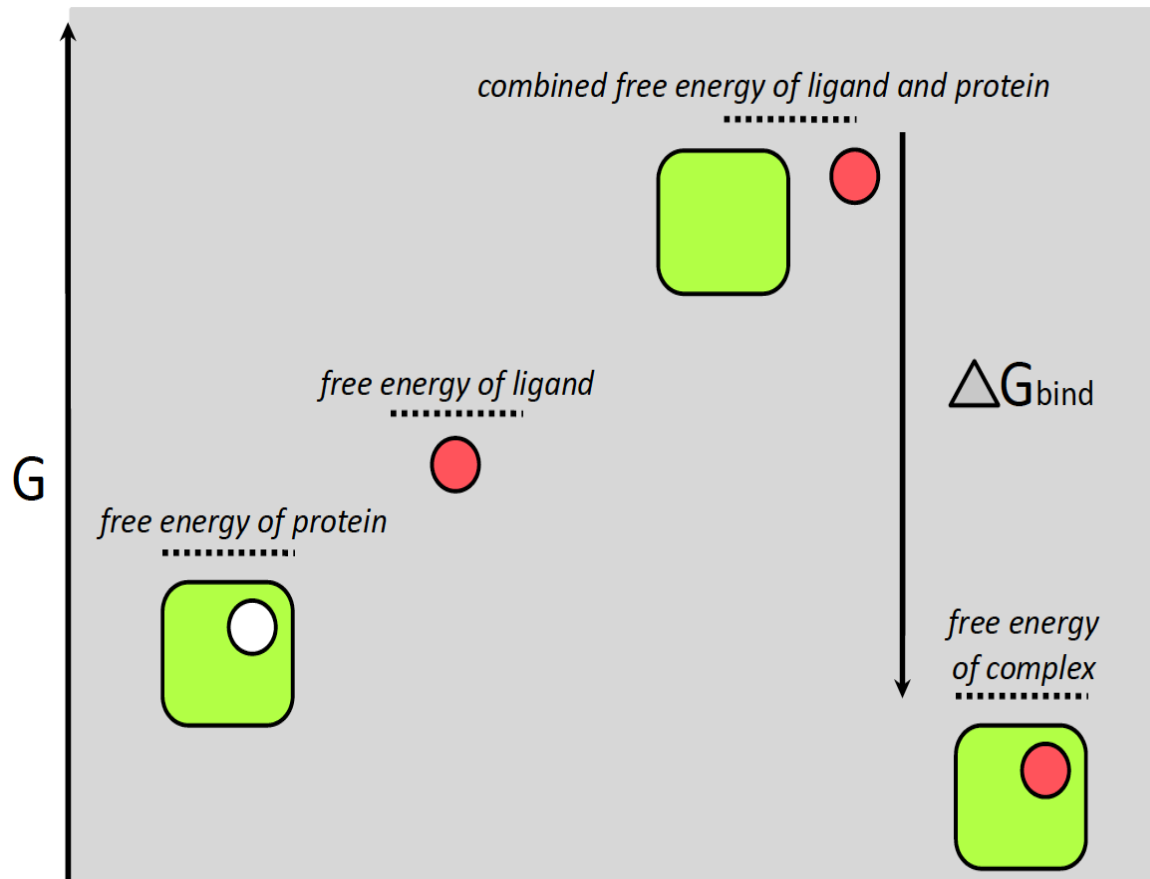 combined free energy of ligand and protein
free energy of ligand
△Gbind
G
free energy of protein
free energy
of complex